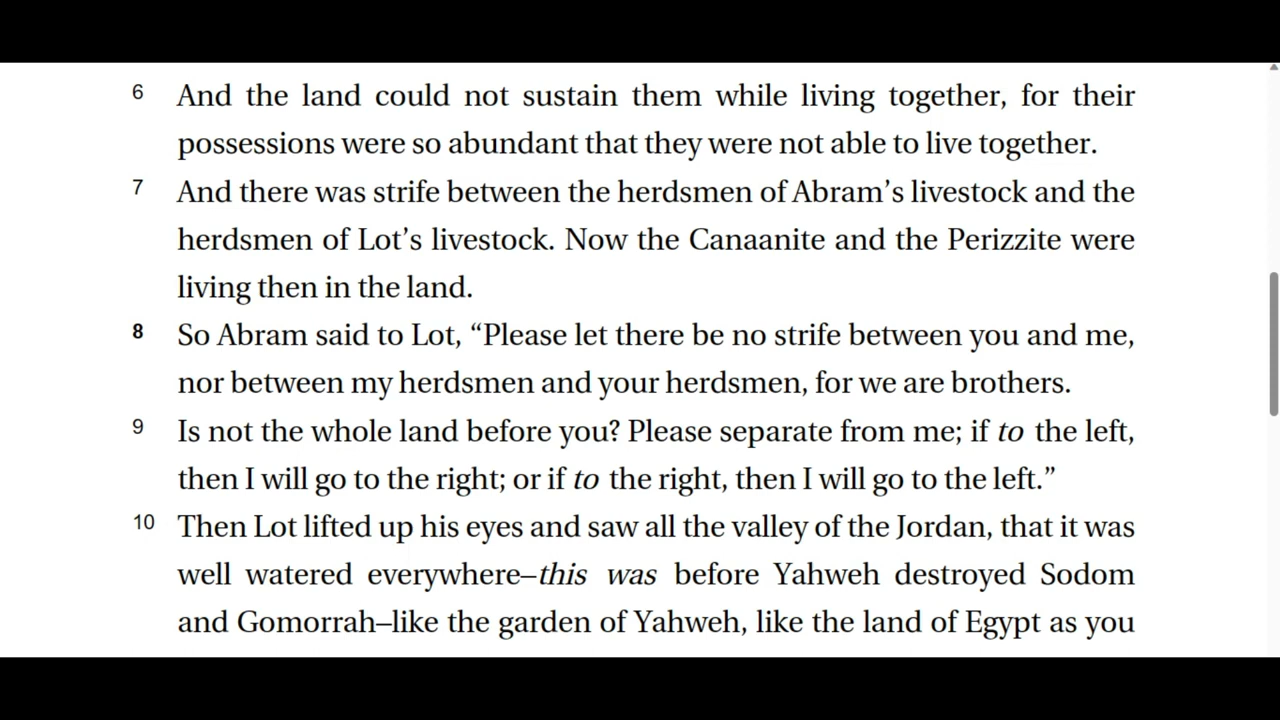 6 And the land could not sustain them while living together, for their
possessions were so abundant that they were not able to live together.
7 And there was strife between the herdsmen of Abram’s livestock and the
herdsmen of Lot’s livestock. Now the Canaanite and the Perizzite were
living then in the land.
8 So Abram said to Lot, “Please let there be no strife between you and me,
nor between my herdsmen and your herdsmen, for we are brothers.
9 Is not the whole land before you? Please separate from me; if to the left,
then I will go to the right; or if to the right, then I will go to the left.”
10 Then Lot lifted up his eyes and saw all the valley of the Jordan, that it was
well watered everywhere–this was before Yahweh destroyed Sodom
and Gomorrah–like the garden of Yahweh, like the land of Egypt as you